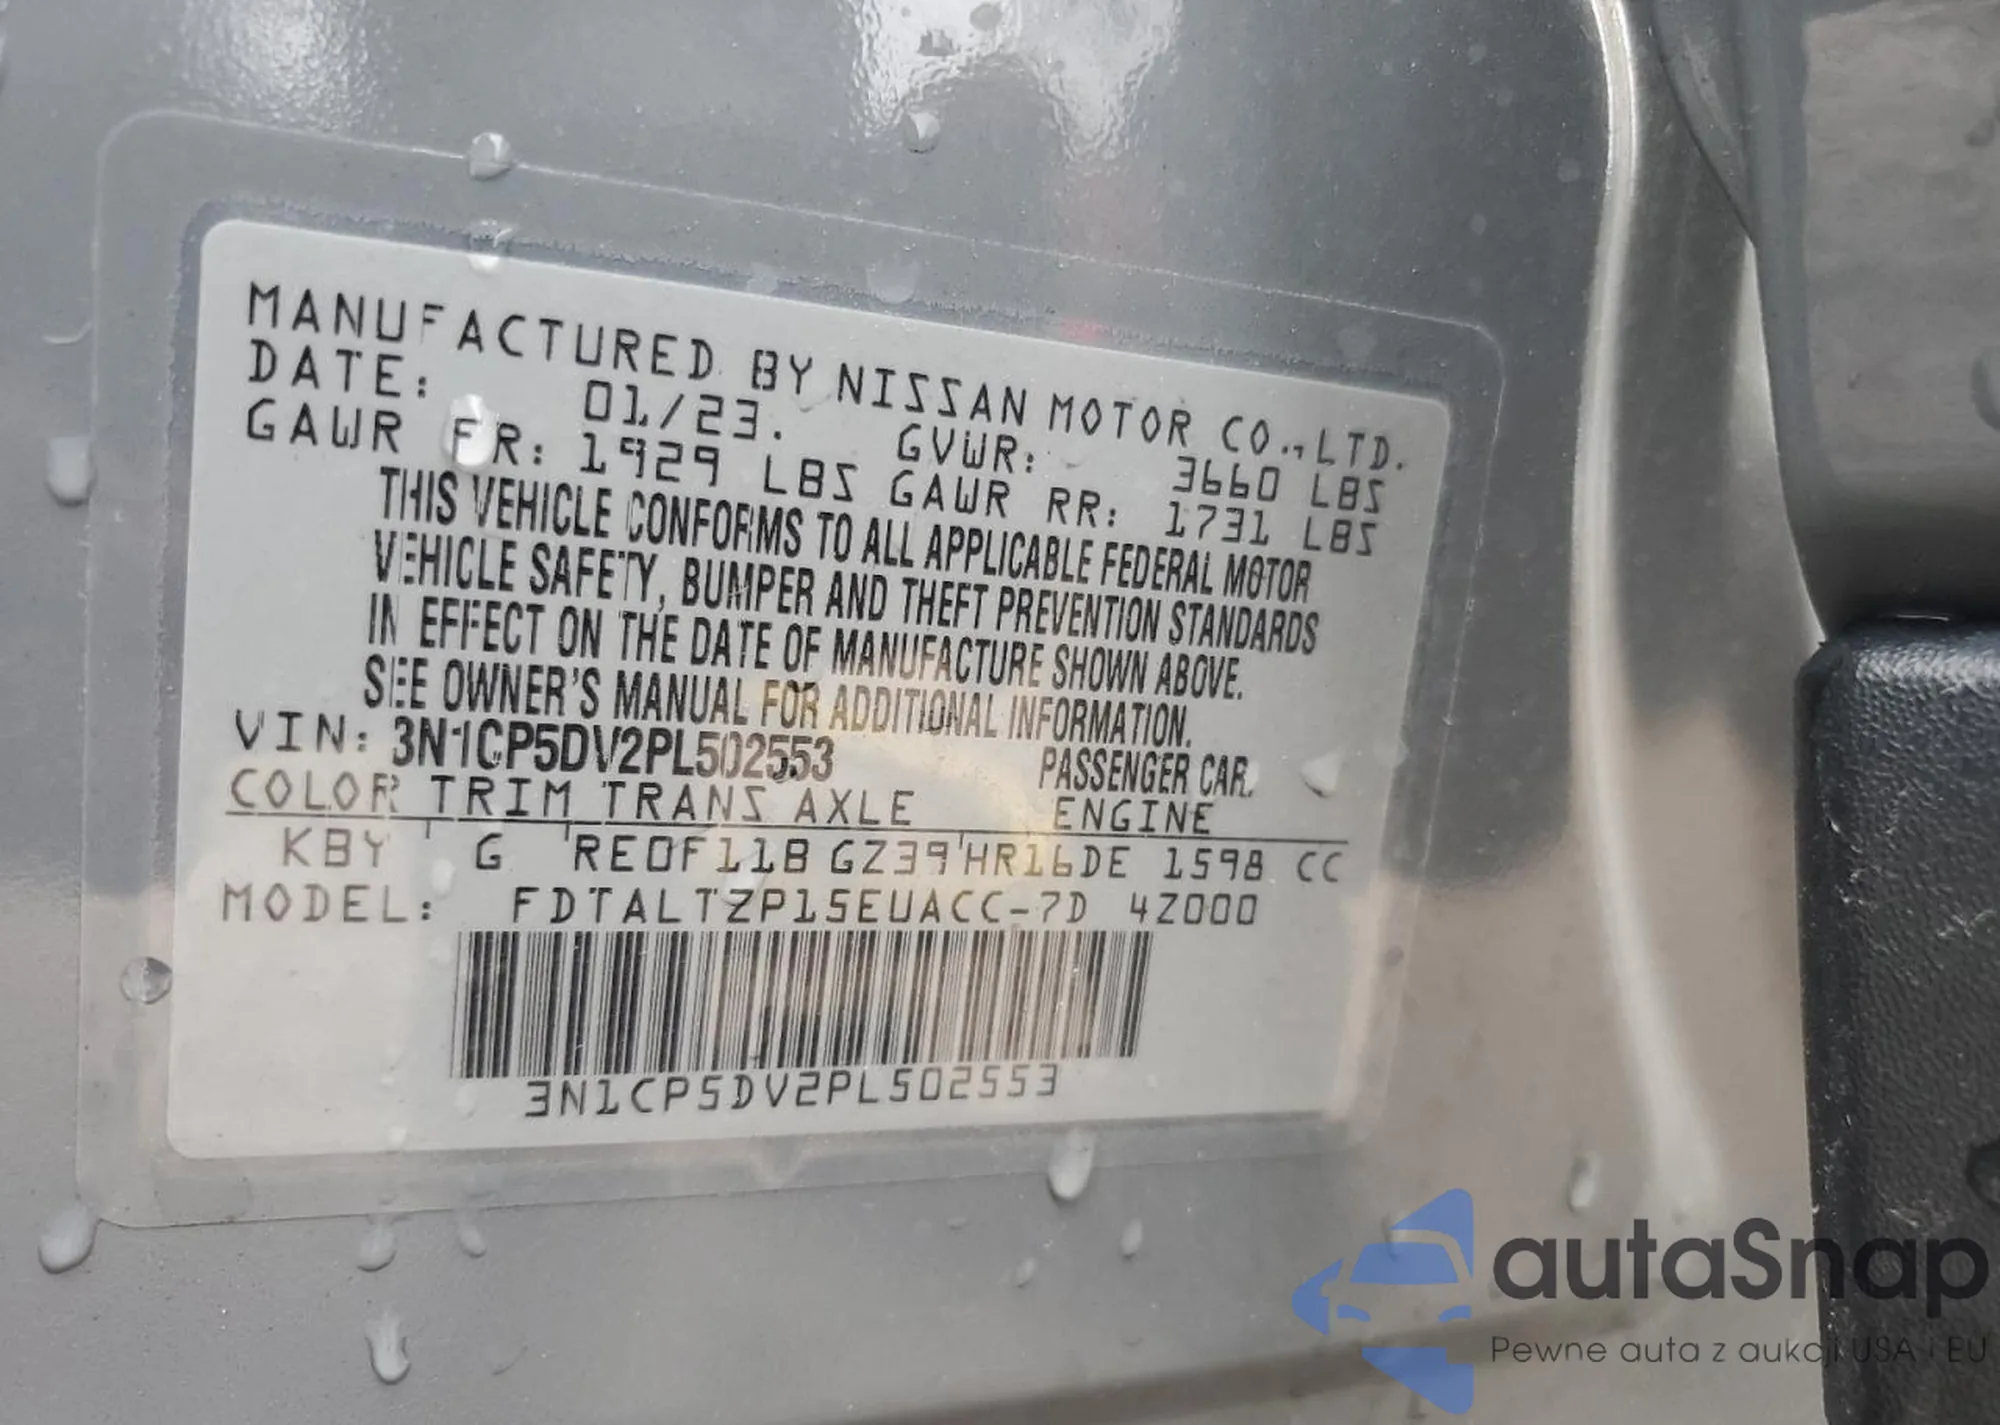 MANUFACTURED BY NISSAN MOTOR CO.,LTD.
DATE: 01/23. GVWR: 3660 LBS
GAWR FR: 1929 LBS GAWR RR: 1731 LBS
THIS VEHICLE CONFORMS TO ALL APPLICABLE FEDERAL MOTOR
VEHICLE SAFETY, BUMPER AND THEFT PREVENTION STANDARDS
IN EFFECT ON THE DATE OF MANUFACTURE SHOWN ABOVE.
SEE OWNER'S MANUAL FOR ADDITIONAL INFORMATION.
VIN: 3N1CP5DV2PL502553 PASSENGER CAR.
COLOR TRIM TRANS AXLE ENGINE
KBY G RE0F11B GZ39 HR16DE 1598 CC
MODEL: FDTALTZP15EUACC-7D 4Z000
3N1CP5DV2PL502553
autaSnap
Pewne auta z aukcji USA i EU